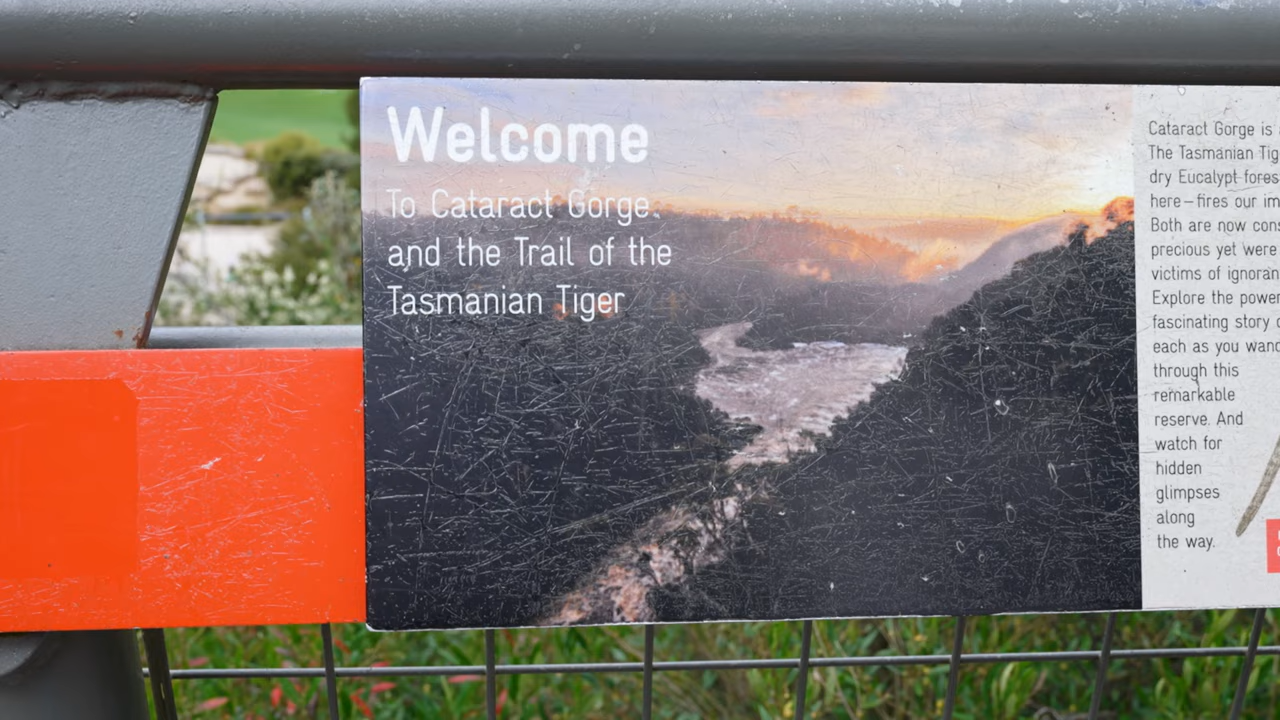 Welcome
To Cataract Gorge.
and the Trail of the
Tasmanian Tiger
Cataract Gorge is
The Tasmanian
dry Eucalypt
here – fires our
Both are now
precious yet were
victims of
Explore the
fascinating story
each as you
through this
remarkable
reserve. And
watch for
hidden
glimpses
along
the way.